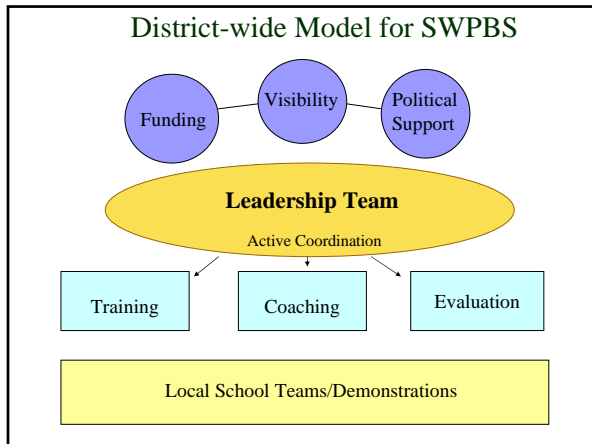 District-wide Model for SWPBS
Funding
Visibility
Political
Support
Leadership Team
Active Coordination
Training
Coaching
Evaluation
Local School Teams/Demonstrations